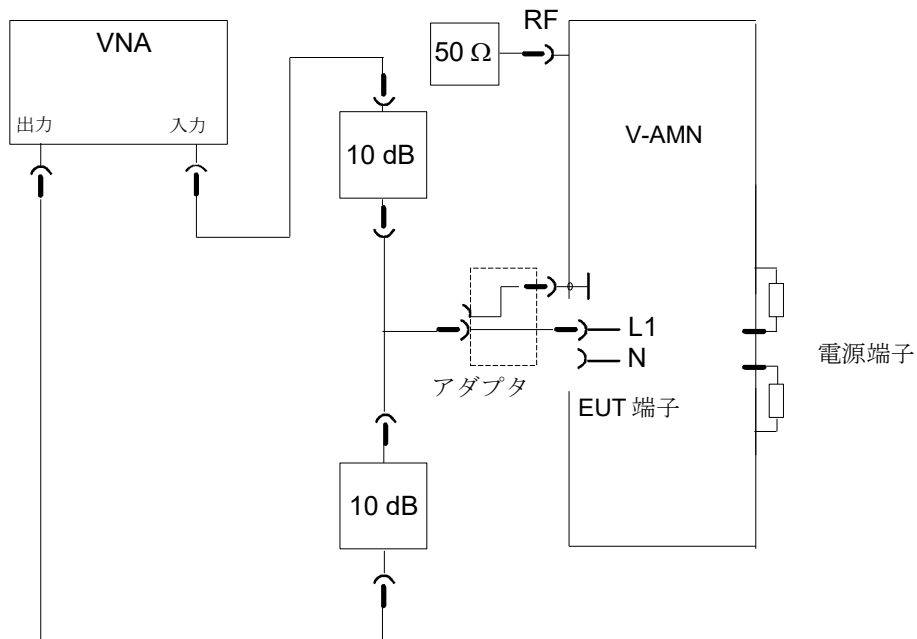 VNA
出力
入力
RF
50 Ω
10 dB
V-AMN
L1
N
アダプタ
EUT 端子
電源端子
10 dB